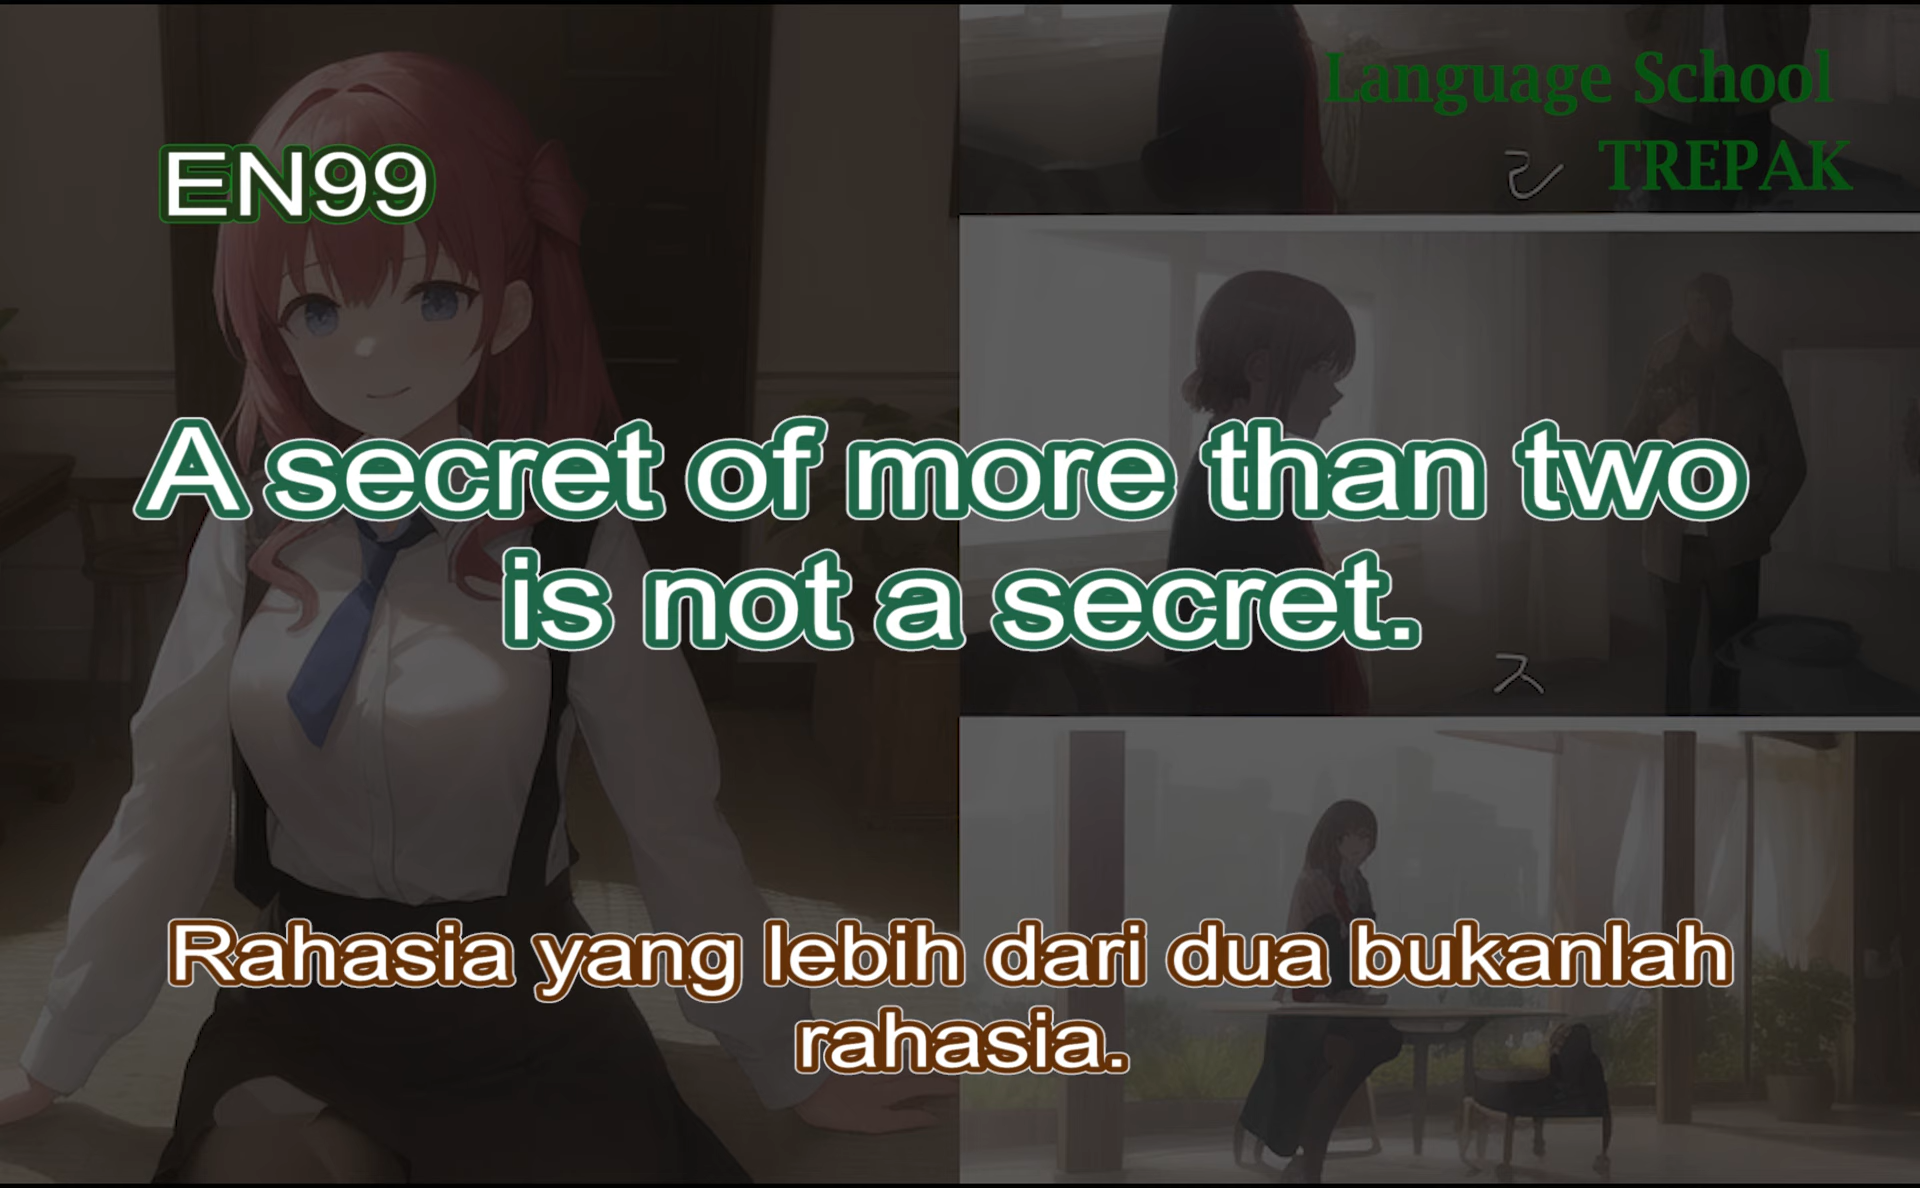 Language School
TREPAK
EN99
A secret of more than two
is not a secret.
ス
Rahasia yang lebih dari dua bukanlah
rahasia.